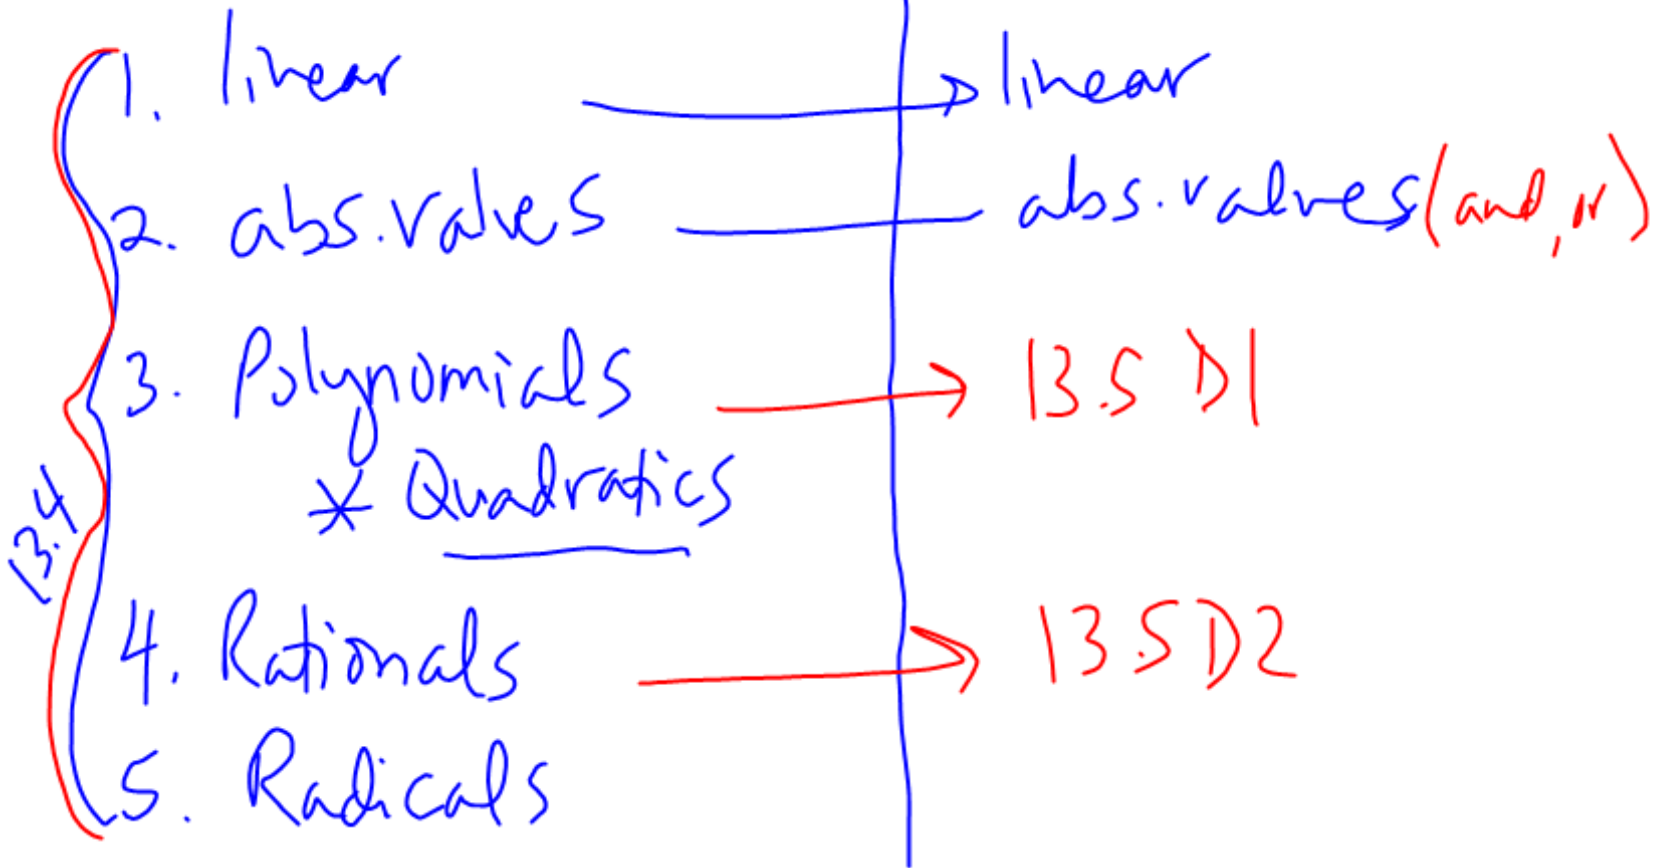 1. linear → linear
2. abs.values — abs.values (and, or)
3. Polynomials → 13.5 D1
* Quadratics
13.4
4. Rationals → 13.5 D2
5. Radicals